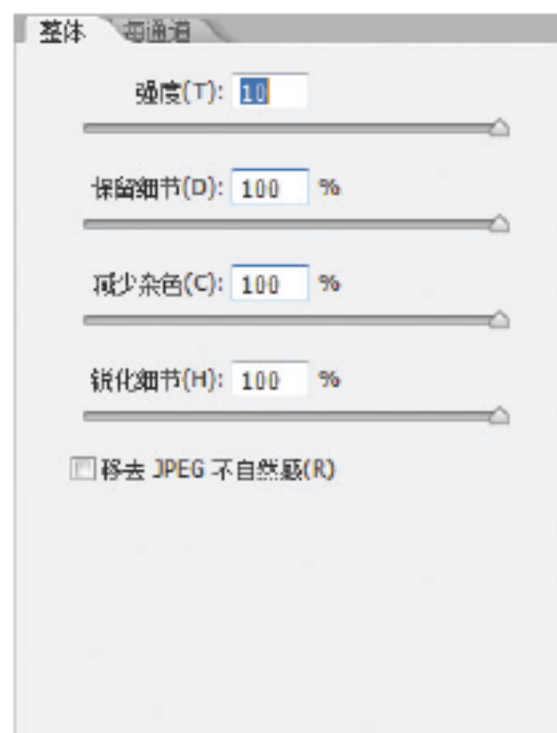 整体 每通道
强度(T): 10
保留细节(D): 100 %
减少杂色(C): 100 %
锐化细节(H): 100 %
移去 JPEG 不自然感(R)